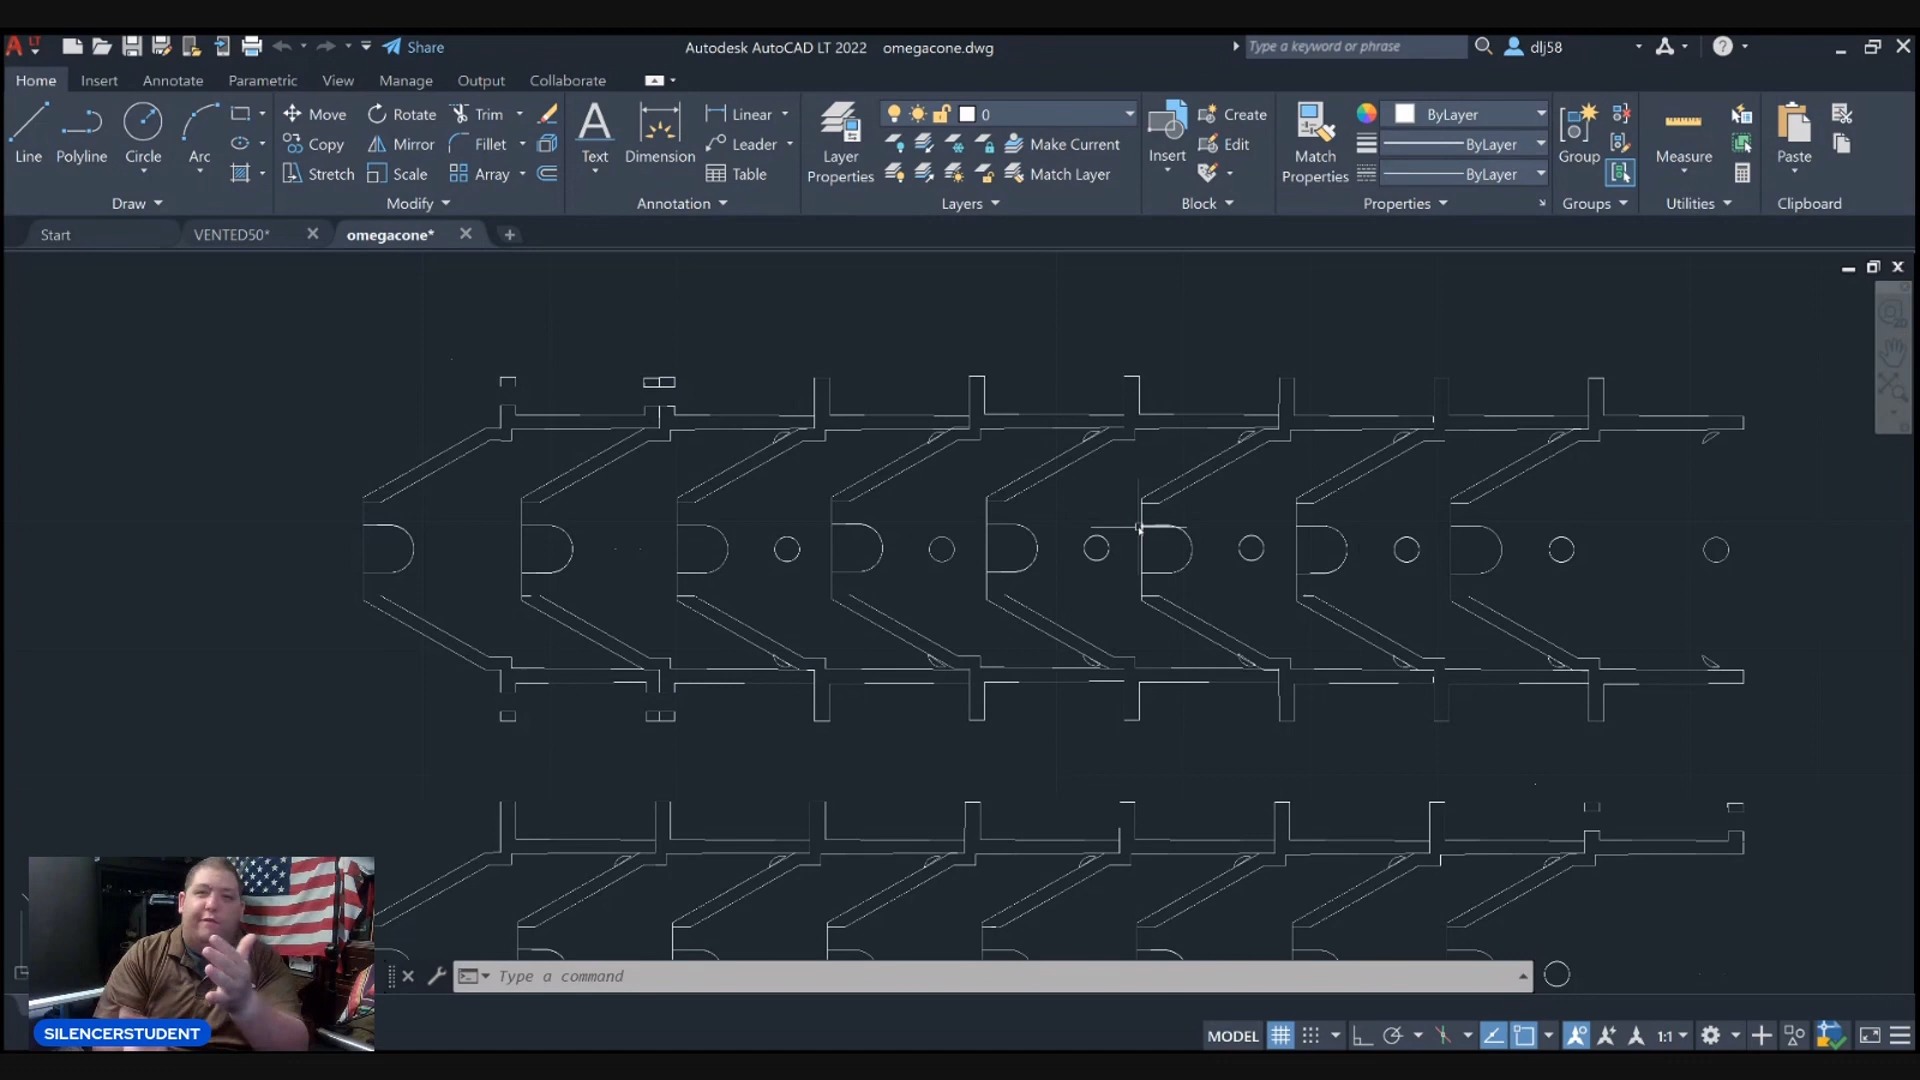 LT
Share
Autodesk AutoCAD LT 2022 omegacone.dwg
Type a keyword or phrase
dlj58
Home Insert Annotate Parametric View Manage Output Collaborate
Line Polyline Circle Arc
Move Rotate Trim
Copy Mirror Fillet
Stretch Scale Array
Text Dimension
Linear
Leader
Table
Layer Properties
0
Make Current
Match Layer
Insert
Create
Edit
Match Properties
ByLayer
ByLayer
ByLayer
Group
Measure
Paste
Draw Modify Annotation Layers Block Properties Groups Utilities Clipboard
Start VENTED50* omegacone*
Type a command
SILENCERSTUDENT
MODEL 1:1